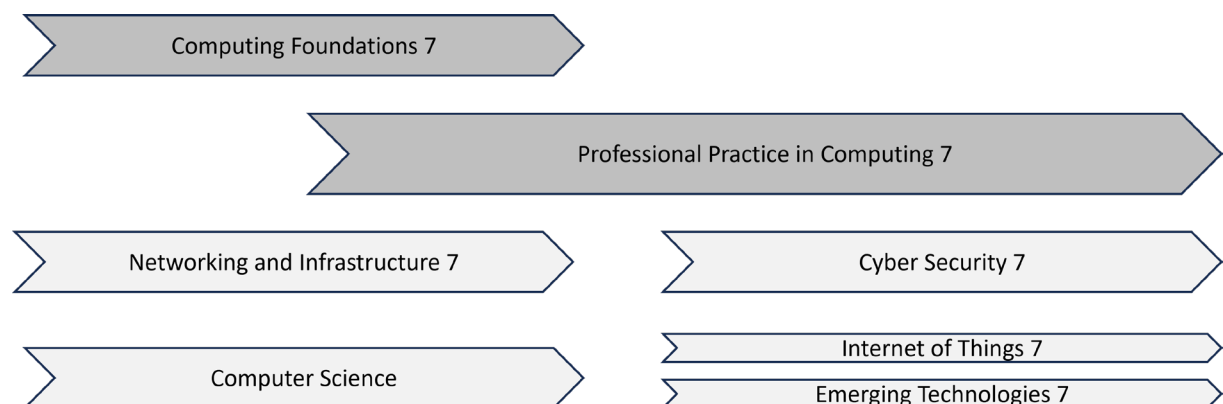 Computing Foundations 7
Professional Practice in Computing 7
Networking and Infrastructure 7
Cyber Security 7
Internet of Things 7
Computer Science
Emerging Technologies 7